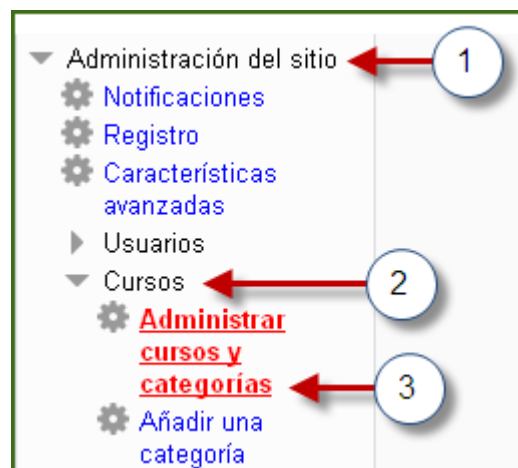 Administración del sitio
1
Notificaciones
Registro
Características
avanzadas
Usuarios
Cursos
2
Administrar
cursos y
categorías
3
Añadir una
categoría